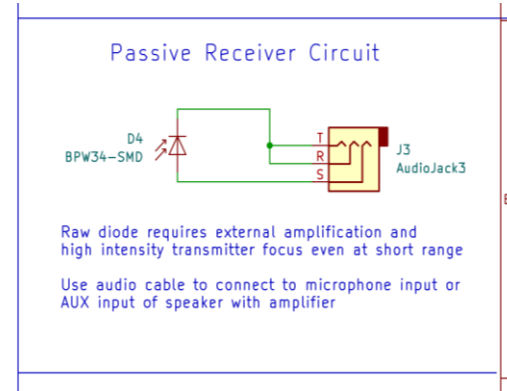 Passive Receiver Circuit
D4
BPW34-SMD
T
R
S
J3
AudioJack3
Raw diode requires external amplification and
high intensity transmitter focus even at short range
Use audio cable to connect to microphone input or
AUX input of speaker with amplifier